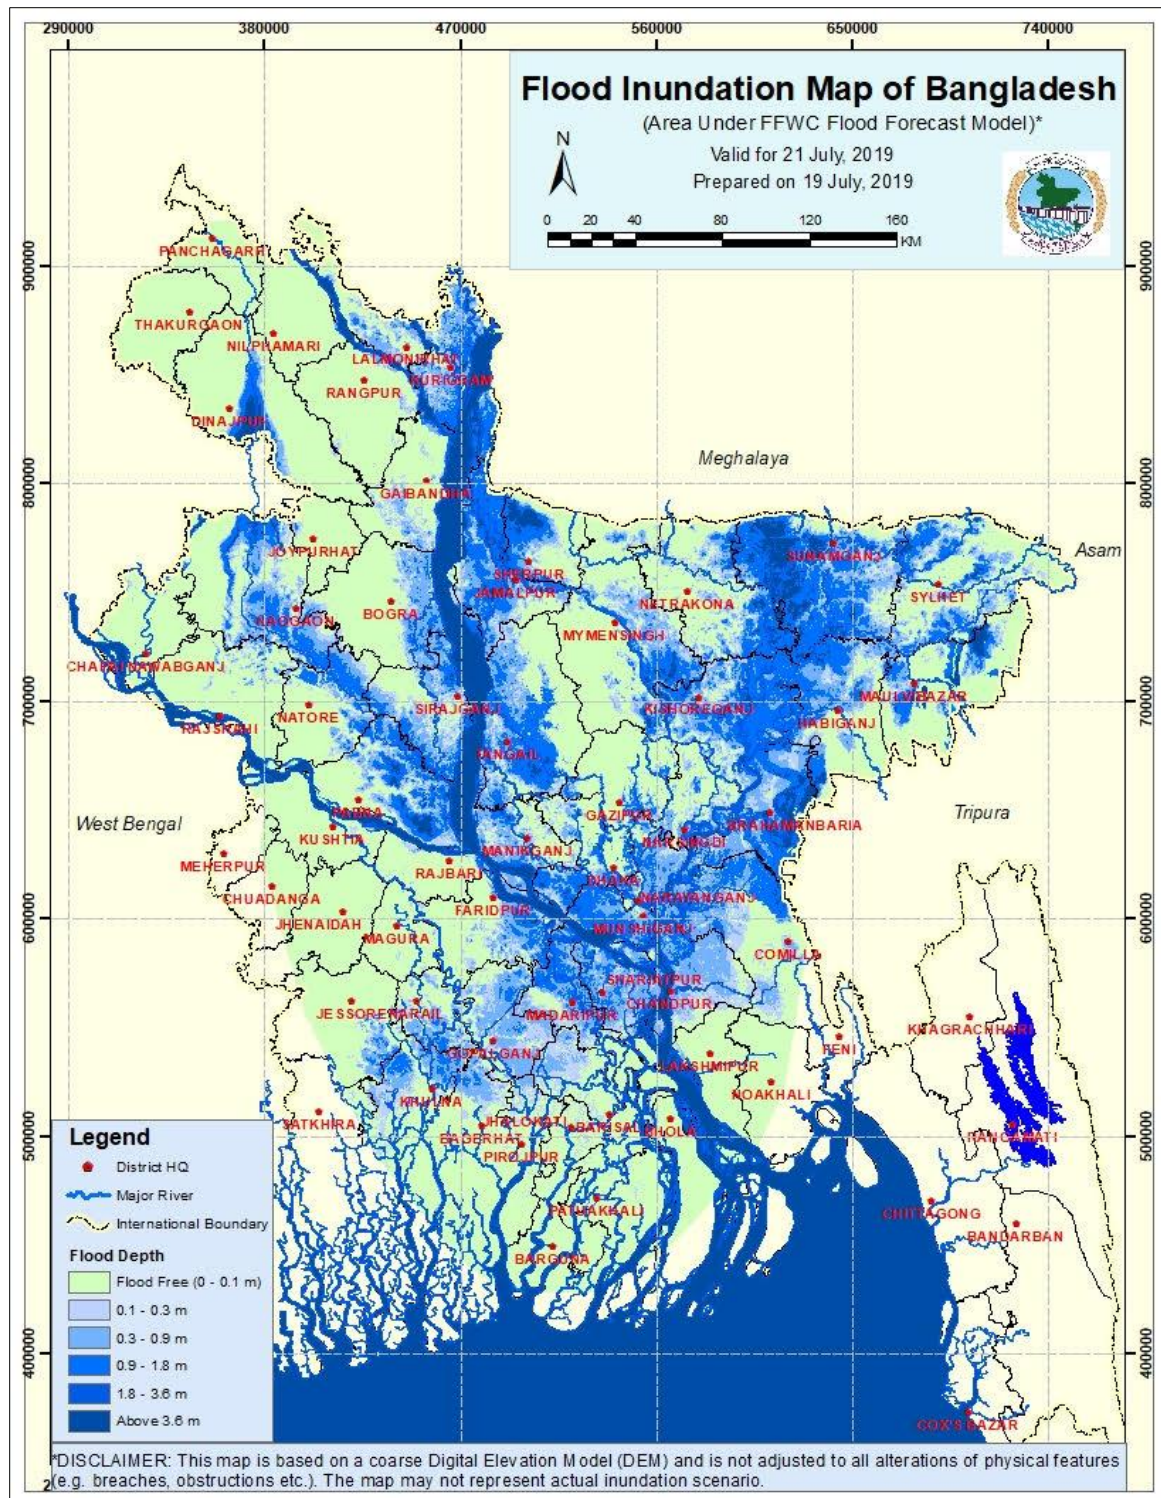 290000 380000 470000 560000 650000 740000
Flood Inundation Map of Bangladesh
(Area Under FFWC Flood Forecast Model)*
N
Valid for 21 July, 2019
Prepared on 19 July, 2019
0 20 40 80 120 160
KM
900000
900000
PANCHAGARH
THAKURGAON
NILPHAMARI
LALMONIRHAT
KURIGRAM
RANGPUR
DINAJPUR
Meghalaya
800000
800000
GAIBANDHA
JOYPURHAT
SUNAMGANJ
Asam
SHERPUR
JAMALPUR
SYLHET
NETRAKONA
BOGRA
NAOGAON
MYMENSINGH
CHAPAINAWABGANJ
MAULVIBAZAR
700000
700000
SIRAJGANJ
KISHOREGANJ
NATORE
HABIGANJ
RAJSHAHI
TANGAIL
PABNA
GAZIPUR
BRAHAMANBARIA
Tripura
West Bengal
KUSHTIA
NARSINGDI
MANIKGANJ
MEHERPUR
RAJBARI
DHAKA
CHUADANGA
NARAYANGANJ
FARIDPUR
JHENAIDAH
MUNSHIGANJ
600000
600000
MAGURA
COMILLA
SHARIATPUR
CHANDPUR
JESSORE NARAIL
MADARIPUR
KHAGRACHHARI
GOPALGANJ
FENI
LAKSHMIPUR
NOAKHALI
KHULNA
SATKHIRA
JHALOKATI
BARISAL
BHOLA
BAGERHAT
RANGAMATI
500000
500000
PIROJPUR
PATUAKHALI
CHITTAGONG
BANDARBAN
BARGUNA
400000
400000
COX'S BAZAR
Legend
District HQ
Major River
International Boundary
Flood Depth
Flood Free (0 - 0.1 m)
0.1 - 0.3 m
0.3 - 0.9 m
0.9 - 1.8 m
1.8 - 3.6 m
Above 3.6 m
*DISCLAIMER: This map is based on a coarse Digital Elevation Model (DEM) and is not adjusted to all alterations of physical features
(e.g. breaches, obstructions etc.). The map may not represent actual inundation scenario.